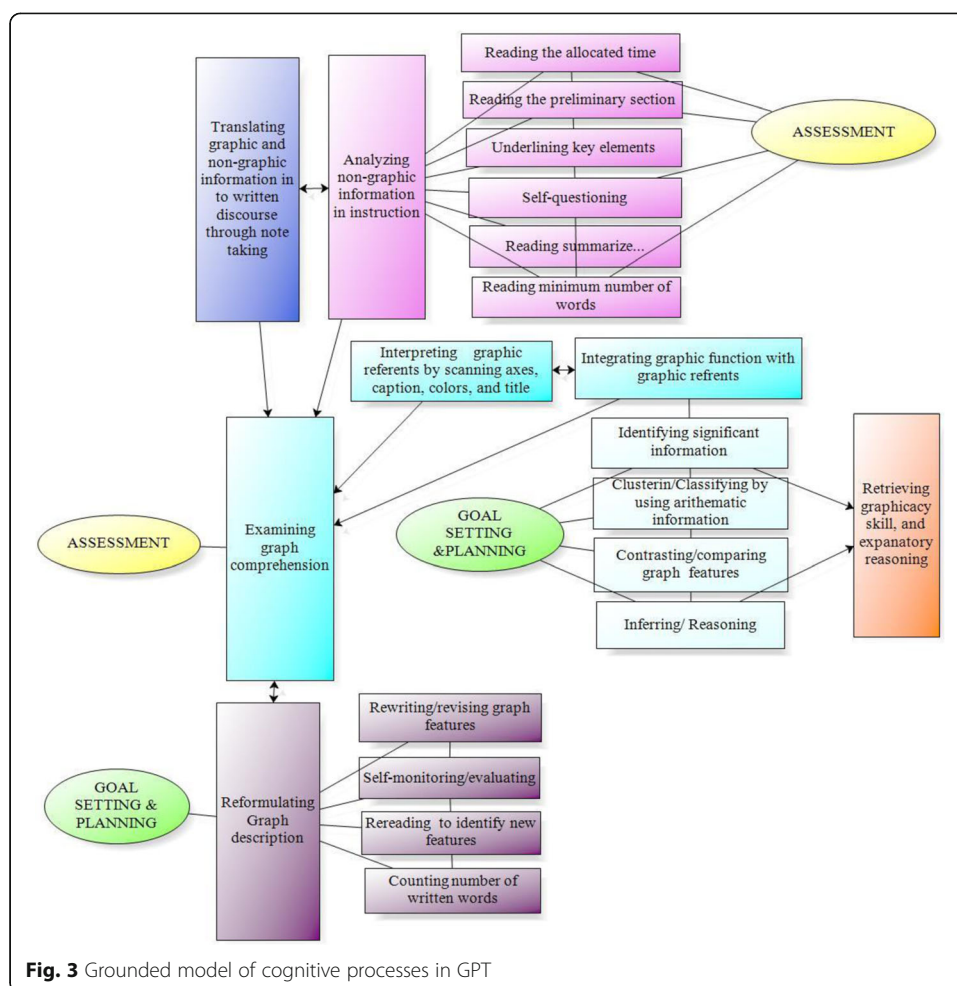 Reading the allocated time
Reading the preliminary section
Underlining key elements
Self-questioning
Reading summarize...
Reading minimum number of
words
ASSESSMENT
Translating
graphic and
non-graphic
information in
to written
discourse
through note
taking
Analyzing
non-graphic
information
in instruction
Interpreting graphic
referents by scanning axes,
caption, colors, and title
Integrating graphic function with
graphic refrents
Identifying significant
information
Clusterin/Classifying by
using arithematic
information
Contrasting/comparing
graph features
Inferring/ Reasoning
GOAL
SETTING
&PLANNING
Retrieving
graphicacy
skill, and
expanatory
reasoning
ASSESSMENT
Examining
graph
comprehension
Rewriting/revising graph
features
Self-monitoring/evaluating
Rereading to identify new
features
Counting number of
written words
GOAL
SETTING &
PLANNING
Reformulating
Graph
description
Fig. 3 Grounded model of cognitive processes in GPT